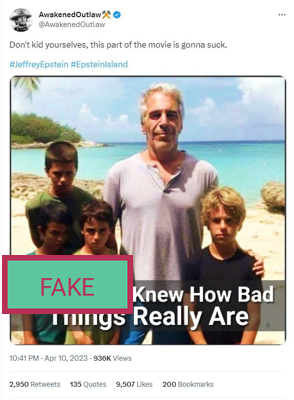 AwakenedOutlaw
@AwakenedOutlaw
Don't kid yourselves, this part of the movie is gonna suck.
#JeffreyEpstein #EpsteinIsland
FAKE
Knew How Bad
Things Really Are
10:41 PM · Apr 10, 2023 · 936K Views
2,950 Retweets 135 Quotes 9,507 Likes 200 Bookmarks